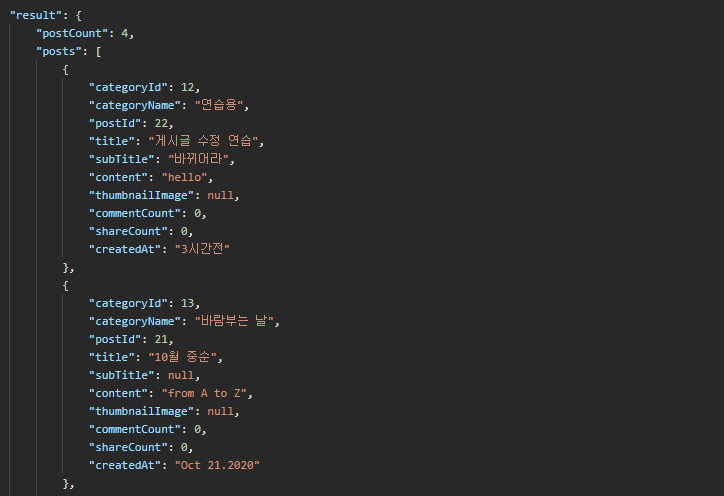 "result": {
"postCount": 4,
"posts": [
{
"categoryId": 12,
"categoryName": "연습용",
"postId": 22,
"title": "게시글 수정 연습",
"subTitle": "바뀌어라",
"content": "hello",
"thumbnailImage": null,
"commentCount": 0,
"shareCount": 0,
"createdAt": "3시간전"
},
{
"categoryId": 13,
"categoryName": "바람부는 날",
"postId": 21,
"title": "10월 중순",
"subTitle": null,
"content": "from A to Z",
"thumbnailImage": null,
"commentCount": 0,
"shareCount": 0,
"createdAt": "Oct 21.2020"
},